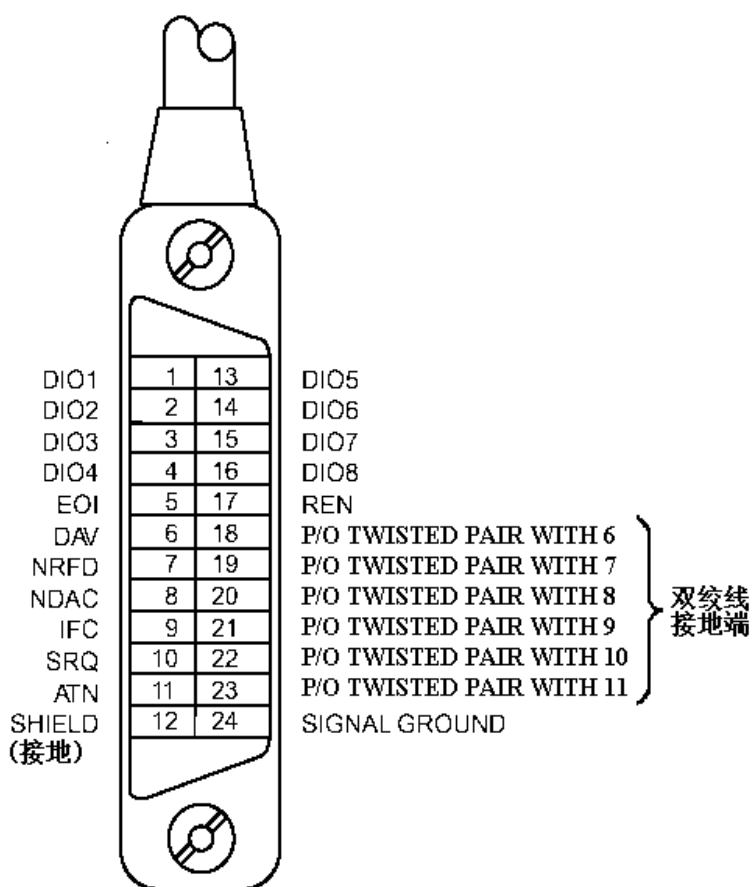 DIO1 1 13 DIO5
DIO2 2 14 DIO6
DIO3 3 15 DIO7
DIO4 4 16 DIO8
EOI 5 17 REN
DAV 6 18 P/O TWISTED PAIR WITH 6
NRFD 7 19 P/O TWISTED PAIR WITH 7
NDAC 8 20 P/O TWISTED PAIR WITH 8
IFC 9 21 P/O TWISTED PAIR WITH 9
SRQ 10 22 P/O TWISTED PAIR WITH 10
ATN 11 23 P/O TWISTED PAIR WITH 11
SHIELD 12 24 SIGNAL GROUND
(接地)
双绞线
接地端